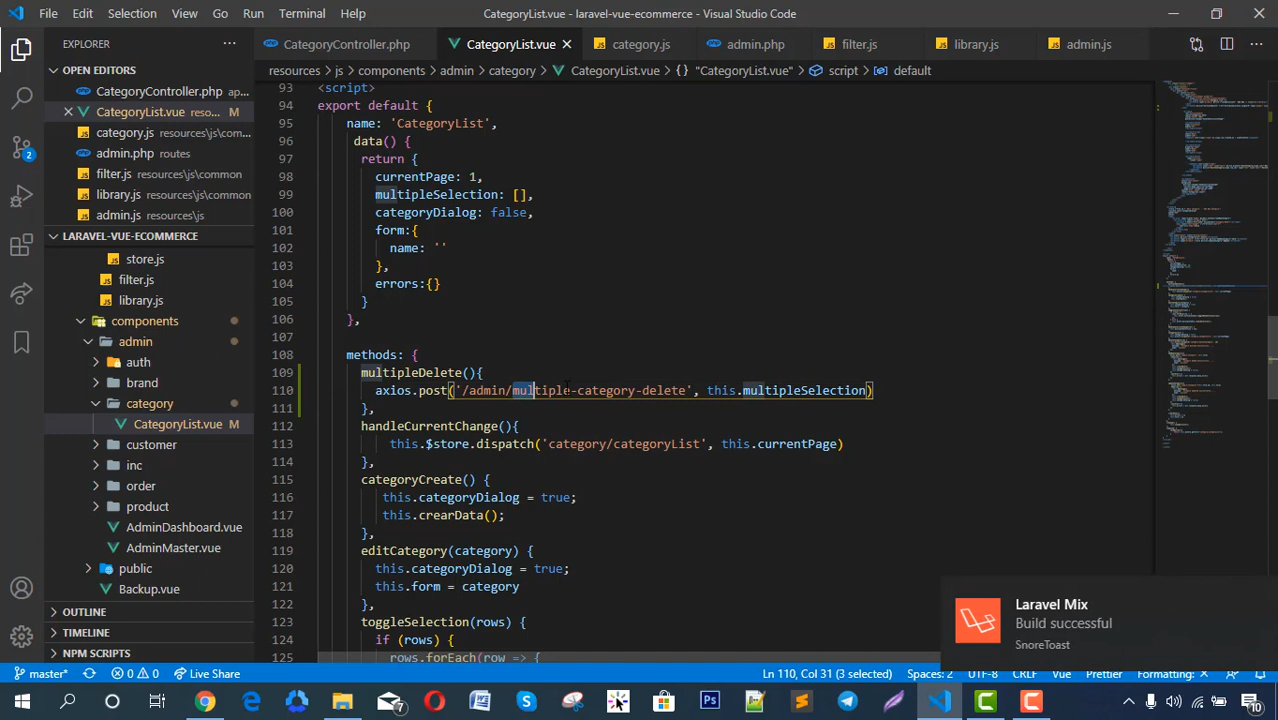 File Edit Selection View Go Run Terminal Help CategoryList.vue - laravel-vue-ecommerce - Visual Studio Code
EXPLORER
CategoryController.php CategoryList.vue category.js admin.php filter.js library.js admin.js
resources > js > components > admin > category > CategoryList.vue > {} "CategoryList.vue" > script > default
OPEN EDITORS
CategoryController.php ap...
CategoryList.vue reso... M
category.js resources\js\com...
admin.php routes
filter.js resources\js\common
library.js resources\js\common
admin.js resources\js
LARAVEL-VUE-ECOMMERCE
store.js
filter.js
library.js
components
admin
auth
brand
category
CategoryList.vue M
customer
inc
order
product
AdminDashboard.vue
AdminMaster.vue
public
Backup.vue
OUTLINE
TIMELINE
NPM SCRIPTS
93 <script>
94 export default {
95 name: 'CategoryList',
96 data() {
97 return {
98 currentPage: 1,
99 multipleSelection: [],
100 categoryDialog: false,
101 form:{
102 name: ''
103 },
104 errors:{}
105 }
106 },
107
108 methods: {
109 multipleDelete(){
110 axios.post('/admin/multiple-category-delete', this.multipleSelection)
111 },
112 handleCurrentChange(){
113 this.$store.dispatch('category/categoryList', this.currentPage)
114 },
115 categoryCreate() {
116 this.categoryDialog = true;
117 this.crearData();
118 },
119 editCategory(category) {
120 this.categoryDialog = true;
121 this.form = category
122 },
123 toggleSelection(rows) {
124 if (rows) {
125 rows.forEach(row => {
Laravel Mix
Build successful
SnoreToast
2
master* 0 0 Live Share Ln 110, Col 31 (3 selected) Spaces: 2 UTF-8 CRLF Vue Prettier Formatting: ×
7
10